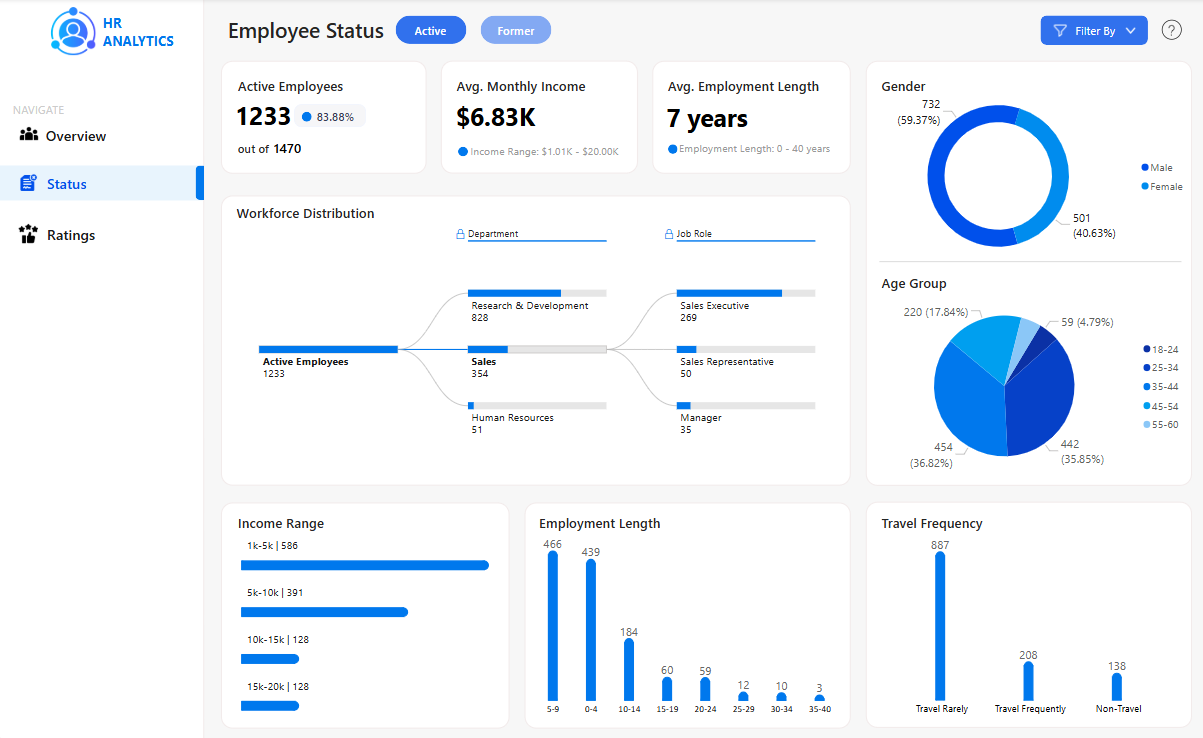 HR
ANALYTICS
NAVIGATE
Overview
Status
Ratings
Employee Status
Active
Former
Filter By
?
Active Employees
1233
83.88%
out of 1470
Avg. Monthly Income
$6.83K
Income Range: $1.01K - $20.00K
Avg. Employment Length
7 years
Employment Length: 0 - 40 years
Gender
732
(59.37%)
501
(40.63%)
Male
Female
Workforce Distribution
Department
Job Role
Active Employees
1233
Research & Development
828
Sales
354
Human Resources
51
Sales Executive
269
Sales Representative
50
Manager
35
Age Group
220 (17.84%)
59 (4.79%)
454
(36.82%)
442
(35.85%)
18-24
25-34
35-44
45-54
55-60
Income Range
1k-5k | 586
5k-10k | 391
10k-15k | 128
15k-20k | 128
Employment Length
466
439
184
60
59
12
10
3
5-9
0-4
10-14
15-19
20-24
25-29
30-34
35-40
Travel Frequency
887
208
138
Travel Rarely
Travel Frequently
Non-Travel